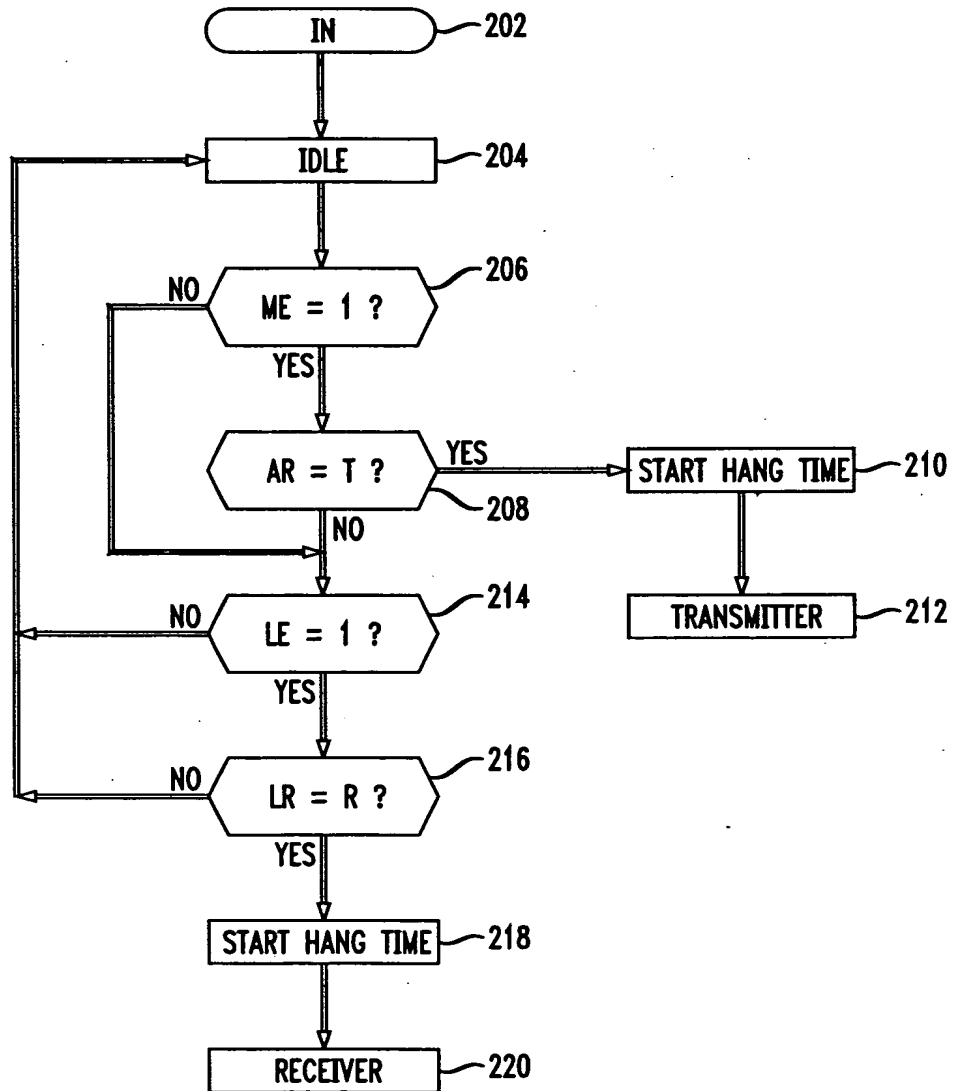 IN 202
IDLE 204
206
NO
ME = 1 ?
YES
AR = T ?
YES
208
START HANG TIME 210
NO
214
NO
LE = 1 ?
TRANSMITTER 212
YES
216
NO
LR = R ?
YES
START HANG TIME 218
RECEIVER 220